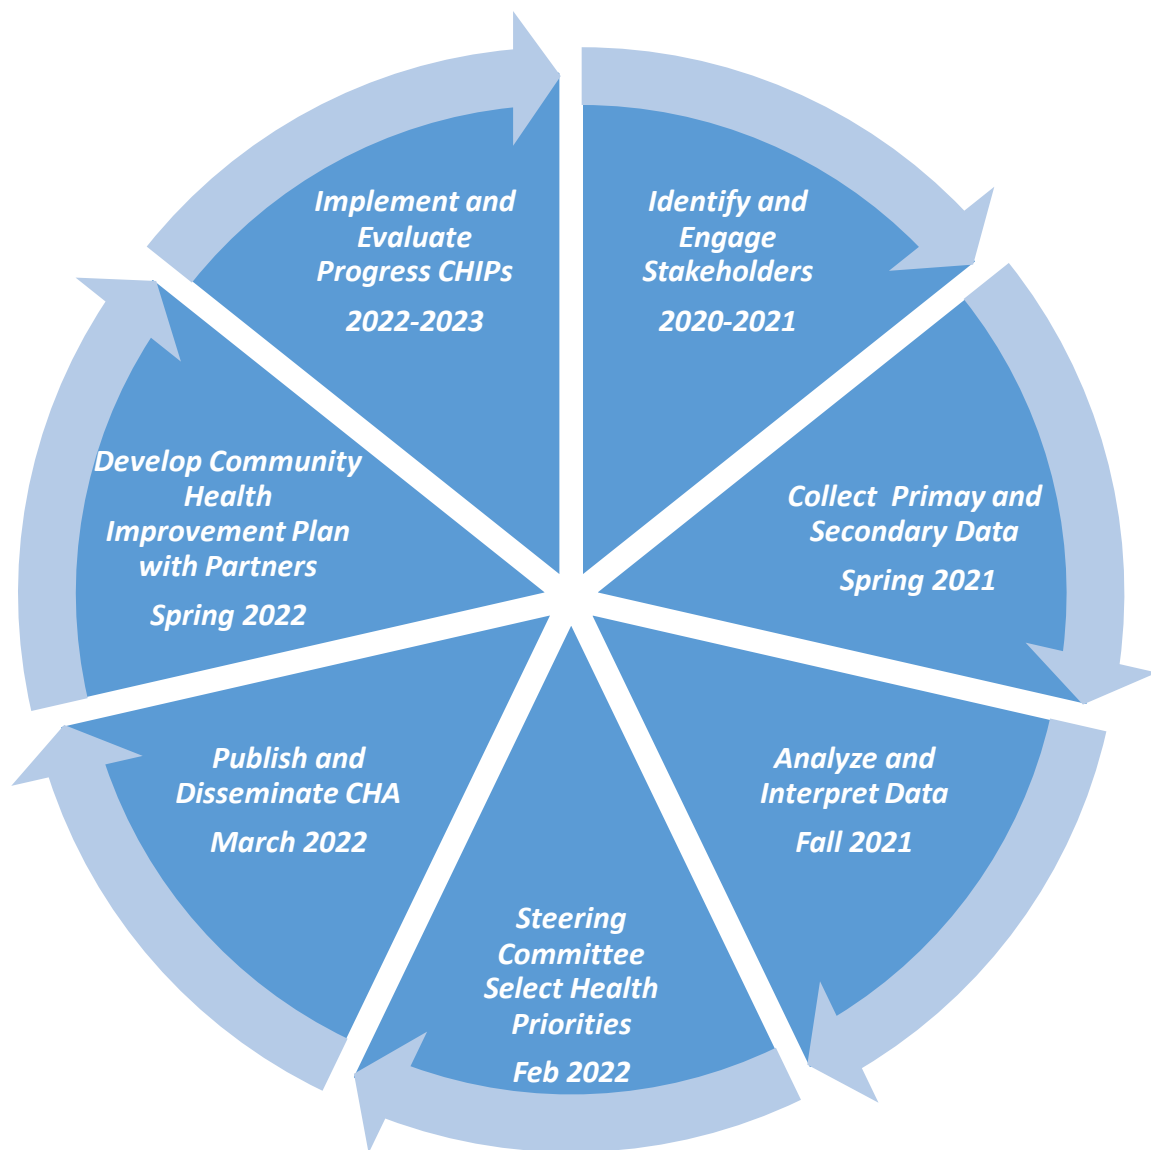 Identify and
Engage
Stakeholders
2020-2021
Collect  Primay and
Secondary Data
Spring 2021
Analyze and
Interpret Data
Fall 2021
Steering
Committee
Select Health
Priorities
Feb 2022
Publish and
Disseminate CHA
March 2022
Develop Community
Health
Improvement Plan
with Partners
Spring 2022
Implement and
Evaluate
Progress CHIPs
2022-2023